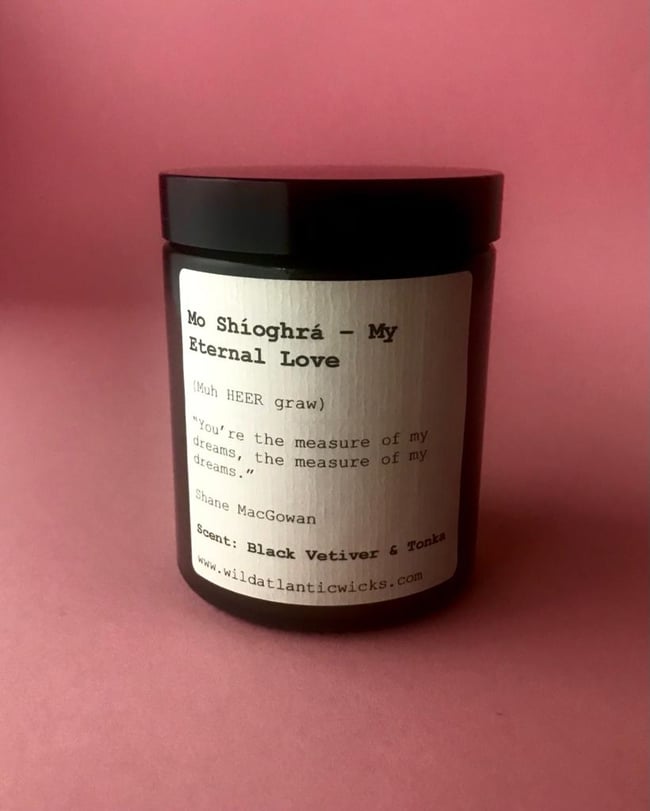 Mo Shíoghrá – My
Eternal Love
(Muh HEER graw)
"You're the measure of my
dreams, the measure of my
dreams."
Shane MacGowan
Scent: Black Vetiver & Tonka
www.wildatlanticwicks.com